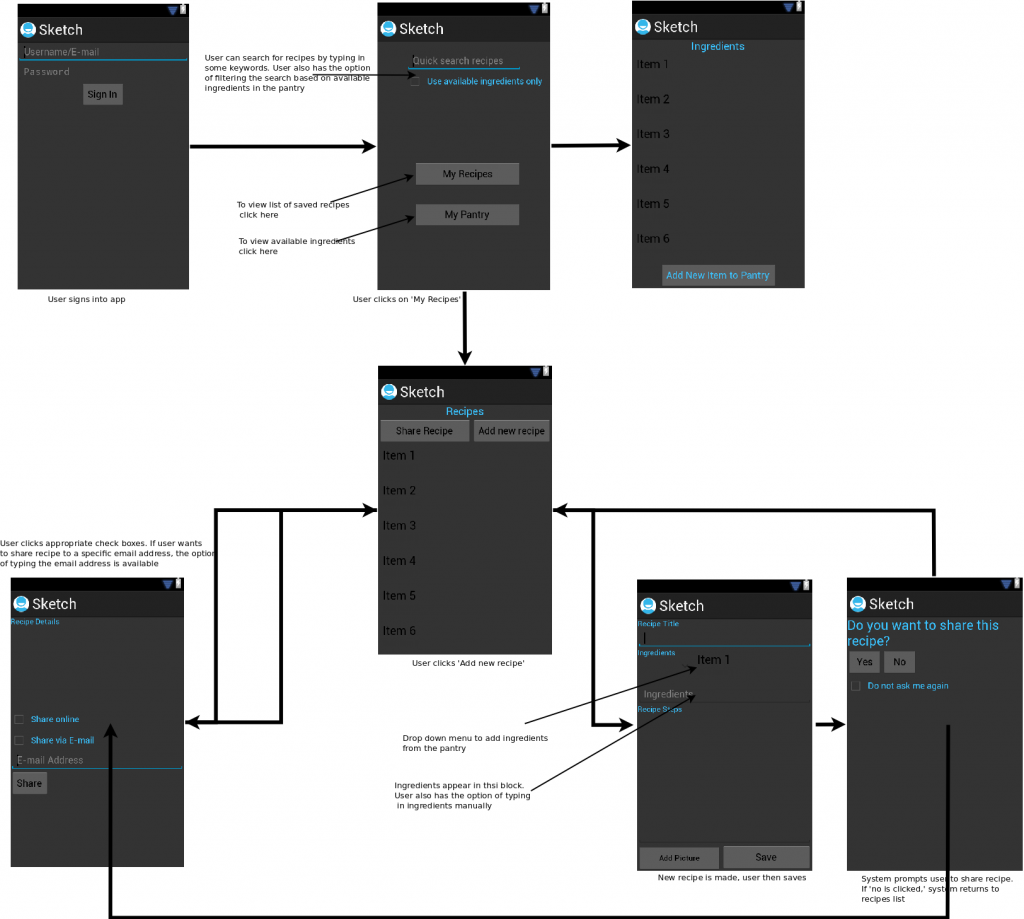 Sketch
Username/E-mail
Password
Sign In
User signs into app
User can search for recipes by typing in
some keywords. User also has the option
of filtering the search based on available
ingredients in the pantry
To view list of saved recipes
click here
To view available ingredients
click here
Sketch
Quick search recipes
Use available ingredients only
My Recipes
My Pantry
User clicks on 'My Recipes'
Sketch
Ingredients
Item 1
Item 2
Item 3
Item 4
Item 5
Item 6
Add New Item to Pantry
Sketch
Recipes
Share Recipe
Add new recipe
Item 1
Item 2
Item 3
Item 4
Item 5
Item 6
User clicks 'Add new recipe'
User clicks appropriate check boxes. If user wants
to share recipe to a specific email address, the option
of typing the email address is available
Sketch
Recipe Details
Share online
Share via E-mail
E-mail Address
Share
Drop down menu to add ingredients
from the pantry
Ingredients appear in thsi block.
User also has the option of typing
in ingredients manually
Sketch
Recipe Title
Ingredients
Item 1
Ingredients
Recipe Steps
Add Picture
Save
New recipe is made, user then saves
Sketch
Do you want to share this
recipe?
Yes
No
Do not ask me again
System prompts user to share recipe.
If 'no is clicked,' system returns to
recipes list